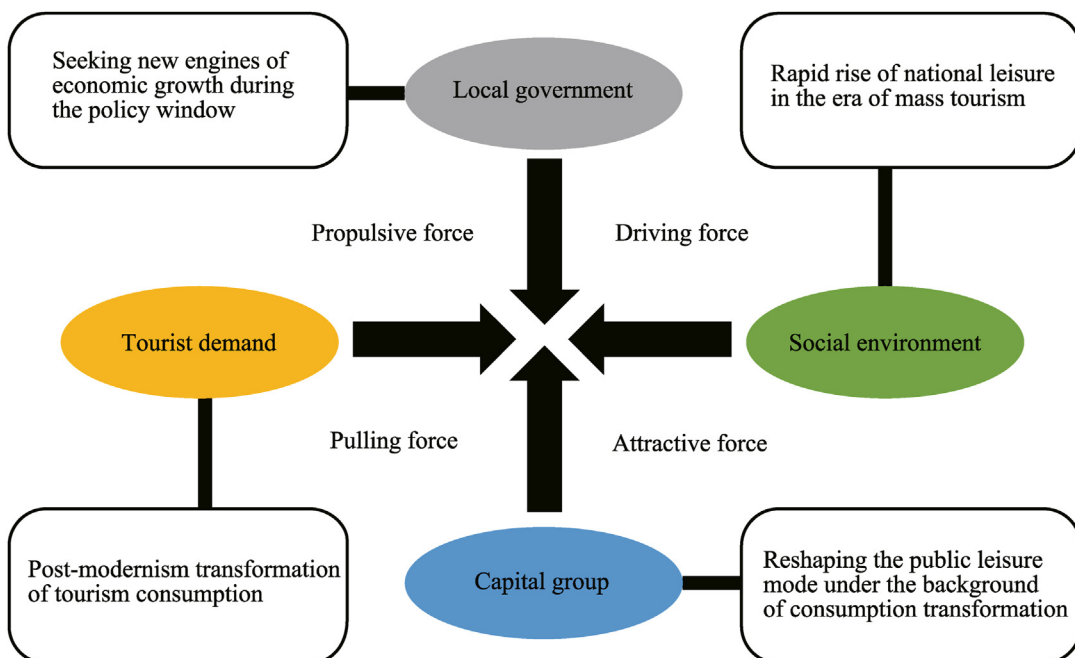 Seeking new engines of
economic growth during
the policy window
Local government
Rapid rise of national leisure
in the era of mass tourism
Propulsive force
Driving force
Tourist demand
Social environment
Pulling force
Attractive force
Post-modernism transformation
of tourism consumption
Capital group
Reshaping the public leisure
mode under the background
of consumption transformation